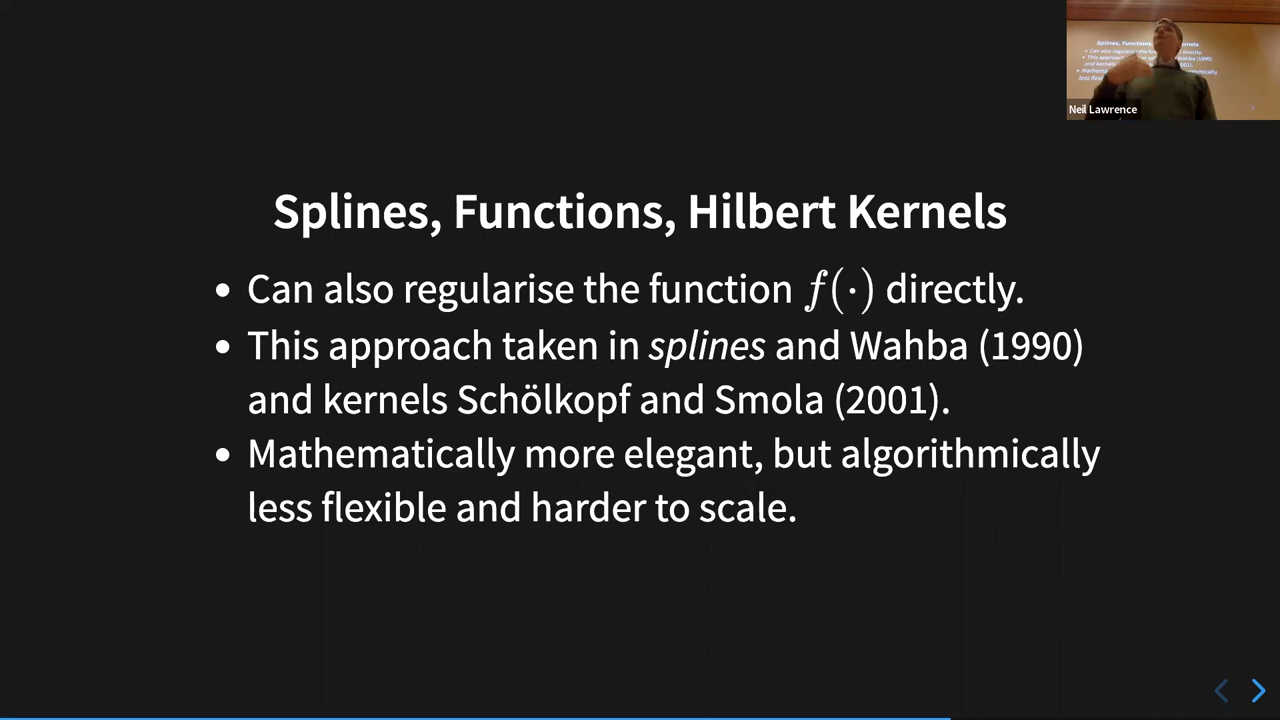 Splines, Functions, Hilbert Kernels
• Can also regularise the function f(·) directly.
• This approach taken in splines and Wahba (1990)
and kernels Schölkopf and Smola (2001).
• Mathematically more elegant, but algorithmically
less flexible and harder to scale.
Neil Lawrence